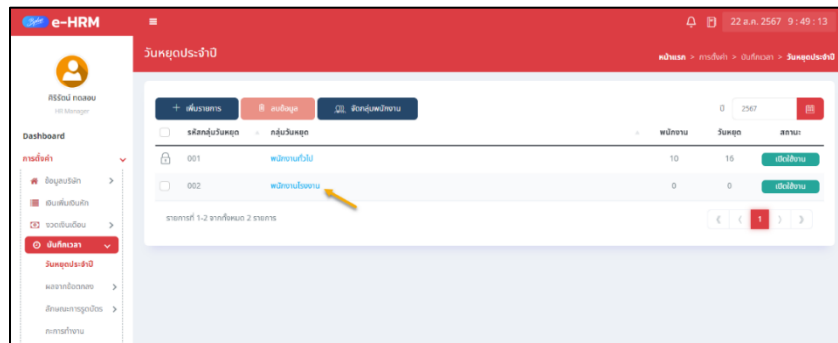 e-HRM
22 ส.ค. 2567 9:49:13
วันหยุดประจำปี
หน้าแรก > การตั้งค่า > บันทึกเวลา > วันหยุดประจำปี
ศิริรัตน์ ทดสอบ
HR Manager
Dashboard
การตั้งค่า
ข้อมูลบริษัท
เงินเพิ่มเงินหัก
งวดเงินเดือน
บันทึกเวลา
วันหยุดประจำปี
ผลจากข้อตกลง
ลักษณะการรูดบัตร
กะการทำงาน
+ เพิ่มรายการ
ลบข้อมูล
จัดกลุ่มพนักงาน
ปี 2567
รหัสกลุ่มวันหยุด กลุ่มวันหยุด พนักงาน วันหยุด สถานะ
001 พนักงานทั่วไป 10 16 เปิดใช้งาน
002 พนักงานโรงงาน 0 0 เปิดใช้งาน
รายการที่ 1-2 จากทั้งหมด 2 รายการ
1